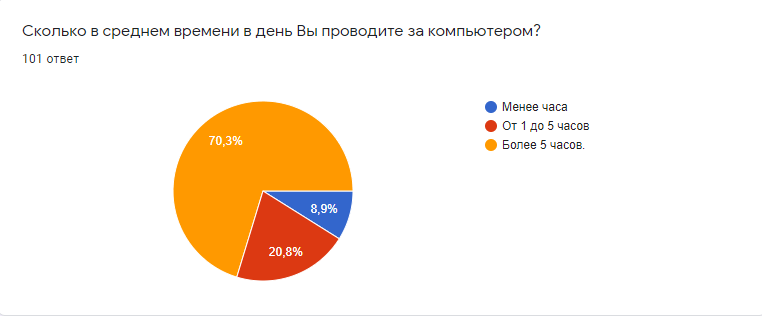 Сколько в среднем времени в день Вы проводите за компьютером?
101 ответ
Менее часа
От 1 до 5 часов
Более 5 часов.
70,3%
8,9%
20,8%